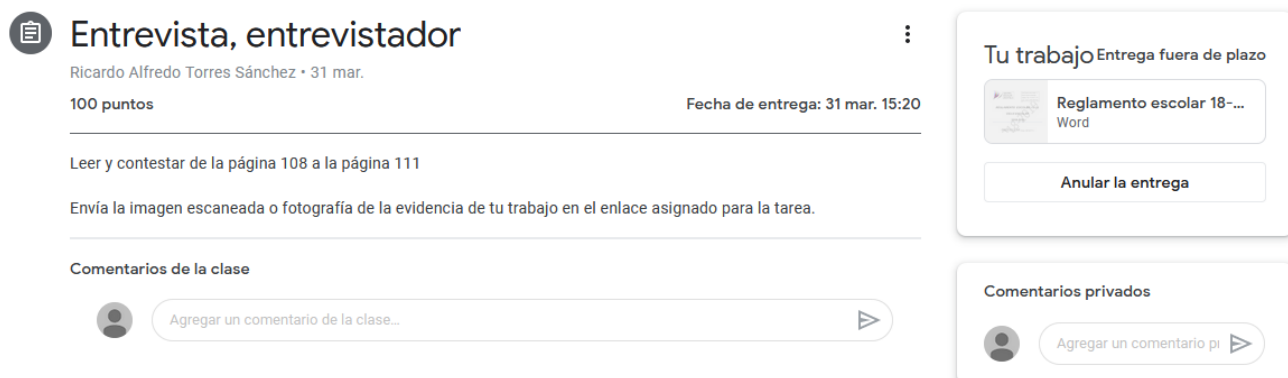 Entrevista, entrevistador
Ricardo Alfredo Torres Sánchez • 31 mar.
100 puntos
Fecha de entrega: 31 mar. 15:20
Leer y contestar de la página 108 a la página 111
Envía la imagen escaneada o fotografía de la evidencia de tu trabajo en el enlace asignado para la tarea.
Comentarios de la clase
Agregar un comentario de la clase...
Tu trabajo Entrega fuera de plazo
Reglamento escolar 18-...
Word
Anular la entrega
Comentarios privados
Agregar un comentario pr